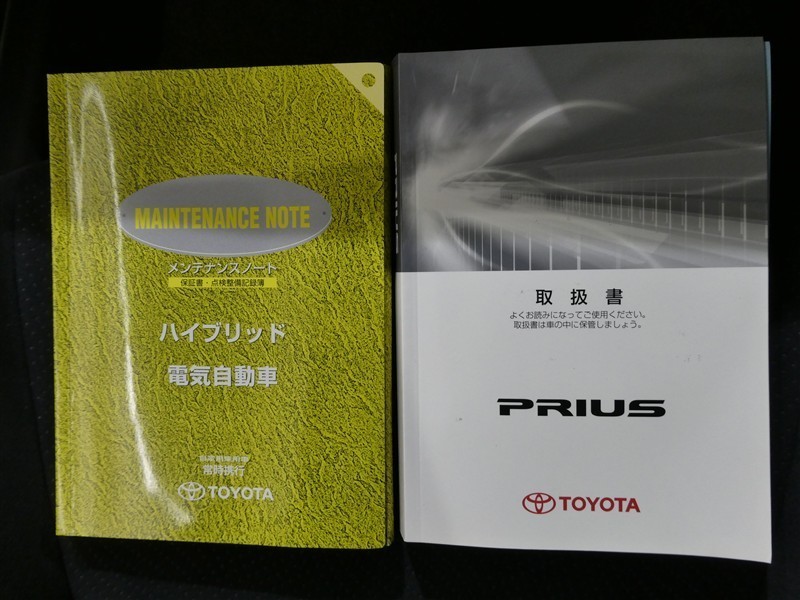 MAINTENANCE NOTE
メンテナンスノート
保証書・点検整備記録簿
ハイブリッド
電気自動車
常時携行
TOYOTA
取扱書
よくお読みになってご使用ください。
取扱書は車の中に保管しましょう。
PRIUS
TOYOTA